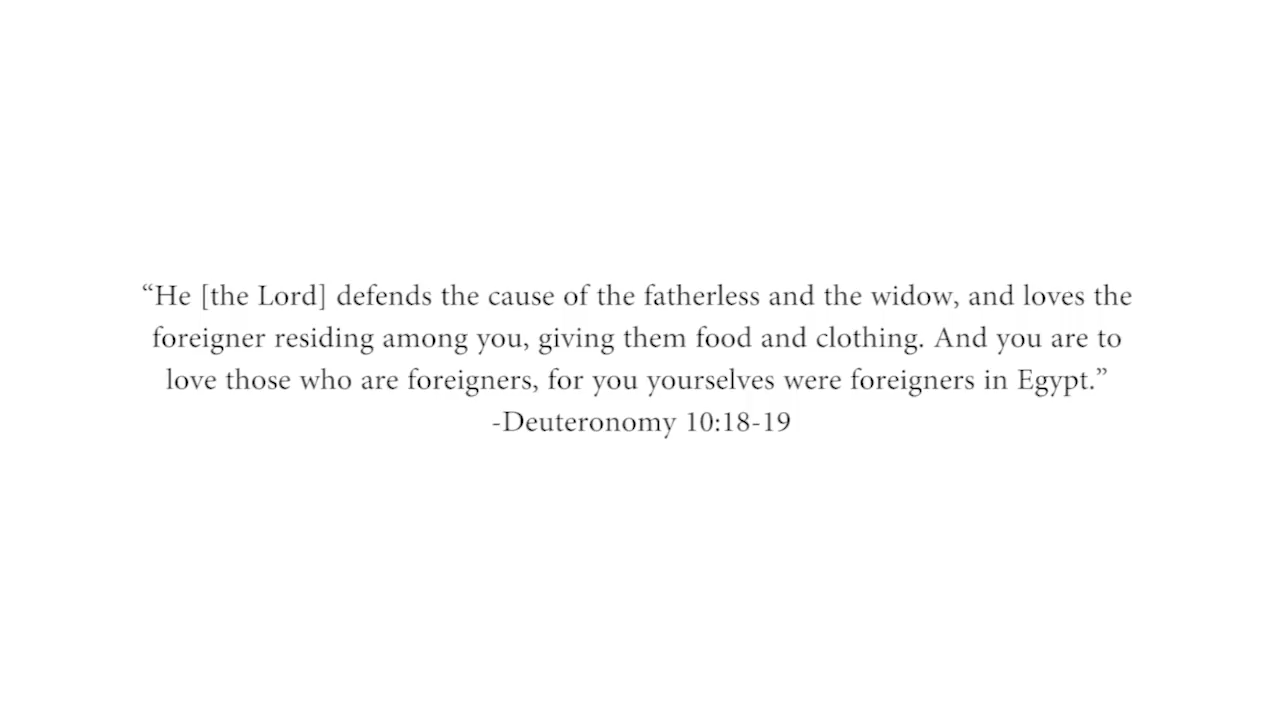 “He [the Lord] defends the cause of the fatherless and the widow, and loves the
foreigner residing among you, giving them food and clothing. And you are to
love those who are foreigners, for you yourselves were foreigners in Egypt.”
-Deuteronomy 10:18-19